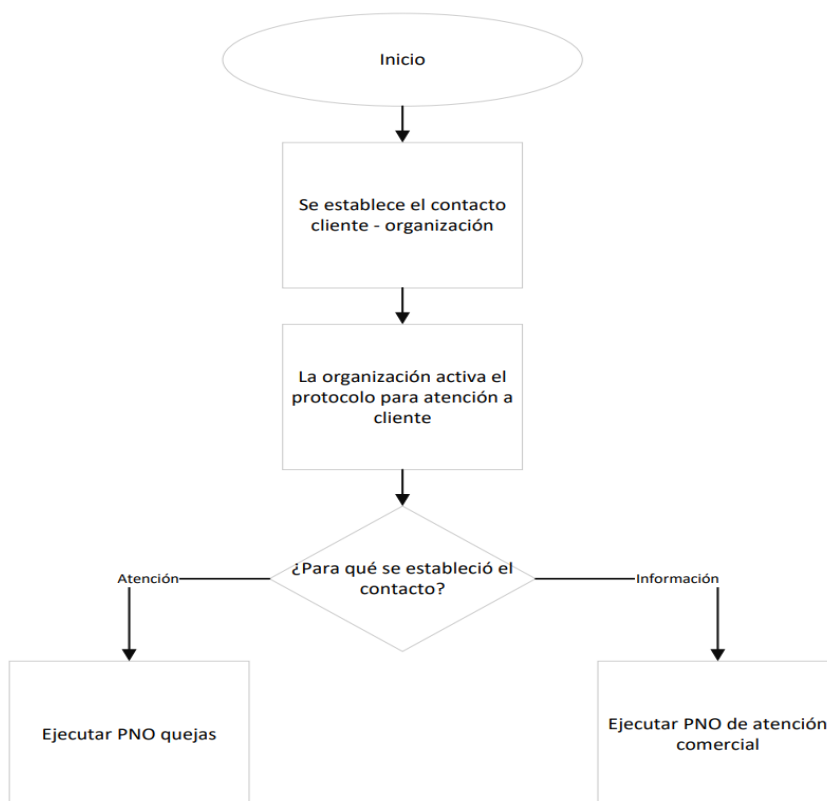 Inicio
Se establece el contacto
cliente - organización
La organización activa el
protocolo para atención a
cliente
¿Para qué se estableció el
contacto?
Atención
Información
Ejecutar PNO quejas
Ejecutar PNO de atención
comercial